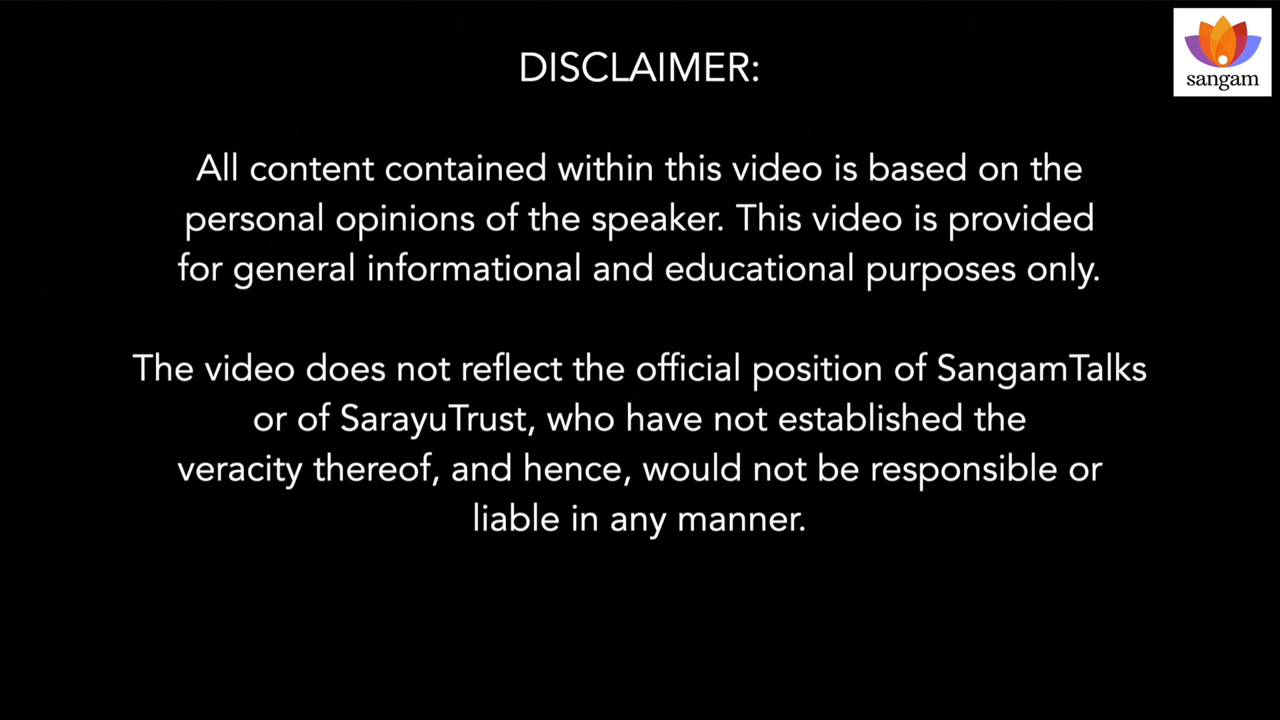 sangam
DISCLAIMER:
All content contained within this video is based on the
personal opinions of the speaker. This video is provided
for general informational and educational purposes only.
The video does not reflect the official position of SangamTalks
or of SarayuTrust, who have not established the
veracity thereof, and hence, would not be responsible or
liable in any manner.